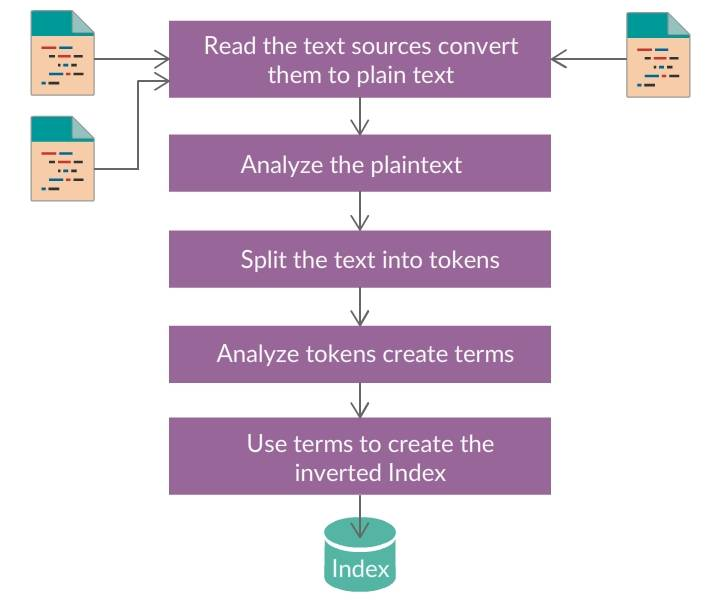 Read the text sources convert
them to plain text
Analyze the plaintext
Split the text into tokens
Analyze tokens create terms
Use terms to create the
inverted Index
Index